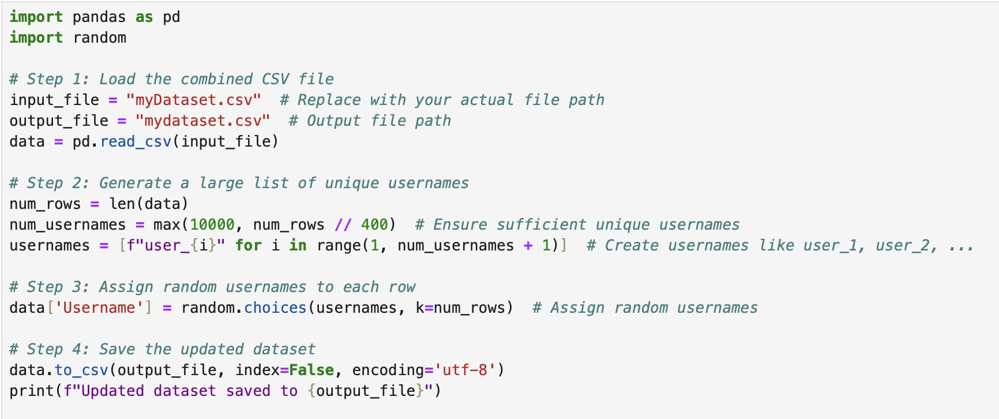 import pandas as pd
import random
# Step 1: Load the combined CSV file
input_file = "myDataset.csv"  # Replace with your actual file path
output_file = "mydataset.csv"  # Output file path
data = pd.read_csv(input_file)
# Step 2: Generate a large list of unique usernames
num_rows = len(data)
num_usernames = max(10000, num_rows // 400)  # Ensure sufficient unique usernames
usernames = [f"user_{i}" for i in range(1, num_usernames + 1)]  # Create usernames like user_1, user_2, ...
# Step 3: Assign random usernames to each row
data['Username'] = random.choices(usernames, k=num_rows)  # Assign random usernames
# Step 4: Save the updated dataset
data.to_csv(output_file, index=False, encoding='utf-8')
print(f"Updated dataset saved to {output_file}")